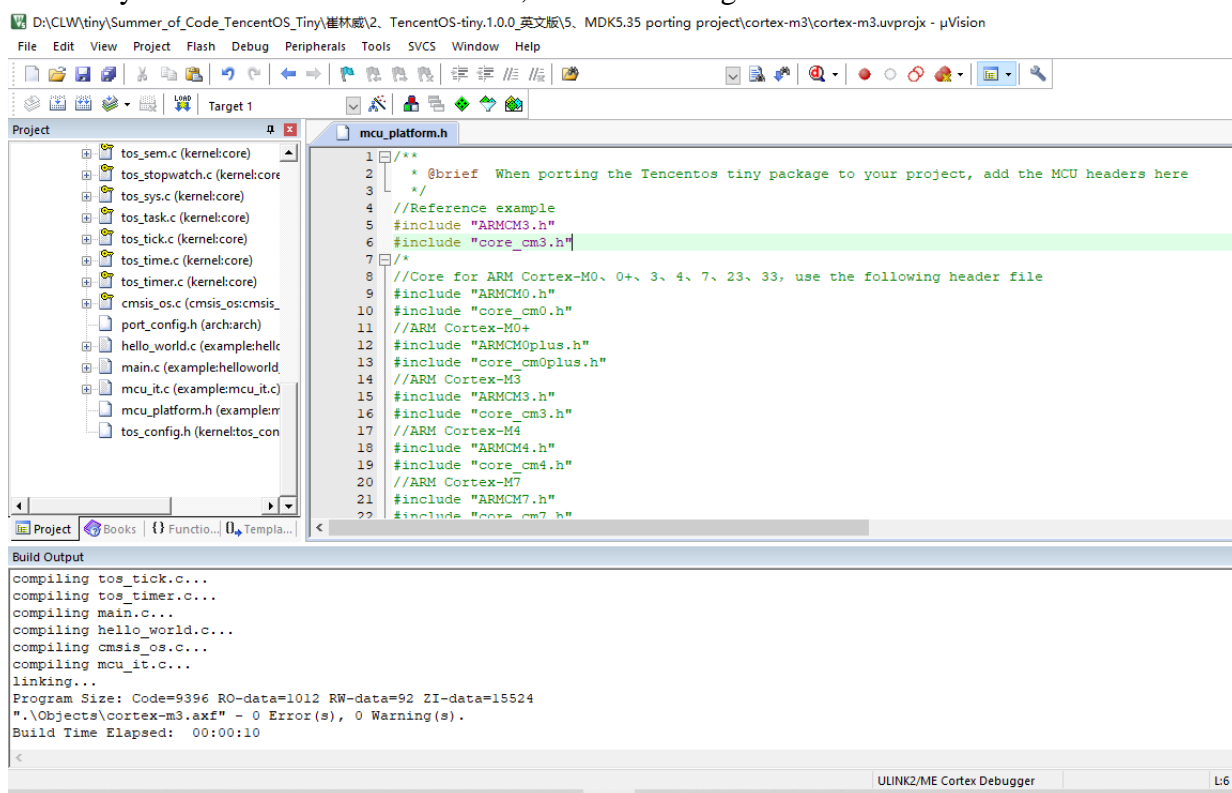 D:\CLW\tiny\Summer_of_Code_TencentOS_Tiny\崔林威\2、TencentOS-tiny.1.0.0_英文版\5、MDK5.35 porting project\cortex-m3\cortex-m3.uvprojx - µVision
File Edit View Project Flash Debug Peripherals Tools SVCS Window Help
LOAD Target 1
Project
mcu_platform.h
tos_sem.c (kernel:core)
tos_stopwatch.c (kernel:core
tos_sys.c (kernel:core)
tos_task.c (kernel:core)
tos_tick.c (kernel:core)
tos_time.c (kernel:core)
tos_timer.c (kernel:core)
cmsis_os.c (cmsis_os:cmsis_
port_config.h (arch:arch)
hello_world.c (example:hellc
main.c (example:helloworld_
mcu_it.c (example:mcu_it.c)
mcu_platform.h (example:m
tos_config.h (kernel:tos_con
Project Books {} Functio... Templa...
1 /**
2 * @brief When porting the Tencentos tiny package to your project, add the MCU headers here
3 */
4 //Reference example
5 #include "ARMCM3.h"
6 #include "core_cm3.h"
7 /*
8 //Core for ARM Cortex-M0、0+、3、4、7、23、33, use the following header file
9 #include "ARMCM0.h"
10 #include "core_cm0.h"
11 //ARM Cortex-M0+
12 #include "ARMCM0plus.h"
13 #include "core_cm0plus.h"
14 //ARM Cortex-M3
15 #include "ARMCM3.h"
16 #include "core_cm3.h"
17 //ARM Cortex-M4
18 #include "ARMCM4.h"
19 #include "core_cm4.h"
20 //ARM Cortex-M7
21 #include "ARMCM7.h"
22 #include "core_cm7.h"
Build Output
compiling tos_tick.c...
compiling tos_timer.c...
compiling main.c...
compiling hello_world.c...
compiling cmsis_os.c...
compiling mcu_it.c...
linking...
Program Size: Code=9396 RO-data=1012 RW-data=92 ZI-data=15524
".\Objects\cortex-m3.axf" - 0 Error(s), 0 Warning(s).
Build Time Elapsed: 00:00:10
ULINK2/ME Cortex Debugger
L:6